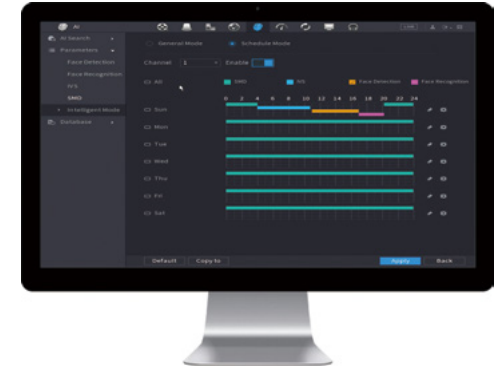 AI
LIVE
AI Search
Parameters
Face Detection
Face Recognition
IVS
SMD
Intelligent Mode
Database
General Mode
Schedule Mode
Channel 1 Enable
All SMD IVS Face Detection Face Recognition
0 2 4 6 8 10 12 14 16 18 20 22 24
Sun
Mon
Tue
Wed
Thu
Fri
Sat
Default Copy to Apply Back